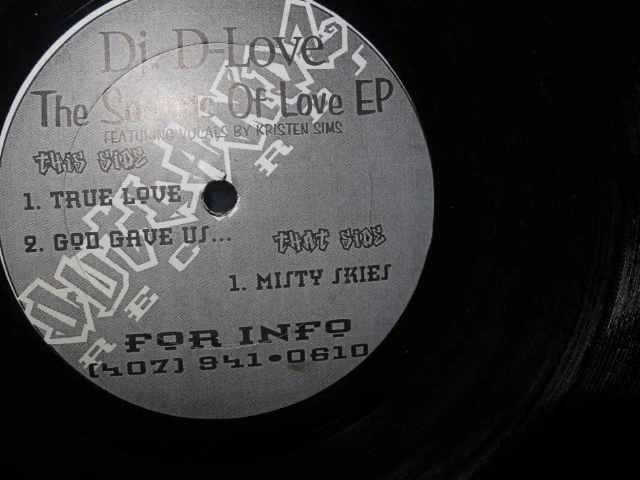 Dj. D-Love
The Sounds Of Love EP
FEATURING VOCALS BY KRISTEN SIMS
THIS SIDE
1. TRUE LOVE
2. GOD GAVE US...
THAT SIDE
1. MISTY SKIES
FOR INFO
(407) 941•0610